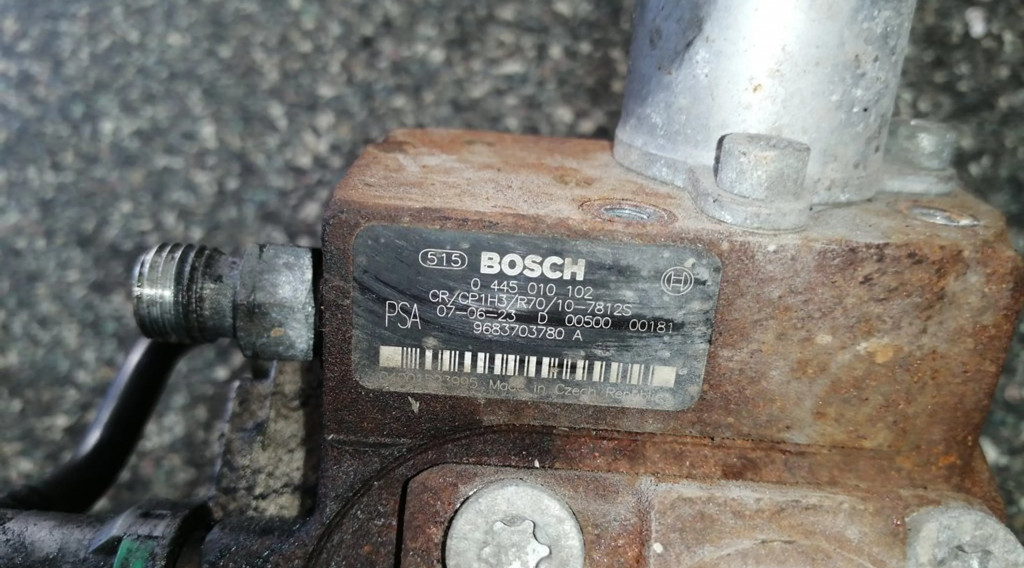 515 BOSCH
0 445 010 102
CR/CP1H3/R70/10-7812S
PSA 07-06-23 D 00500 00181
9683703780 A
Made in Czech Republic